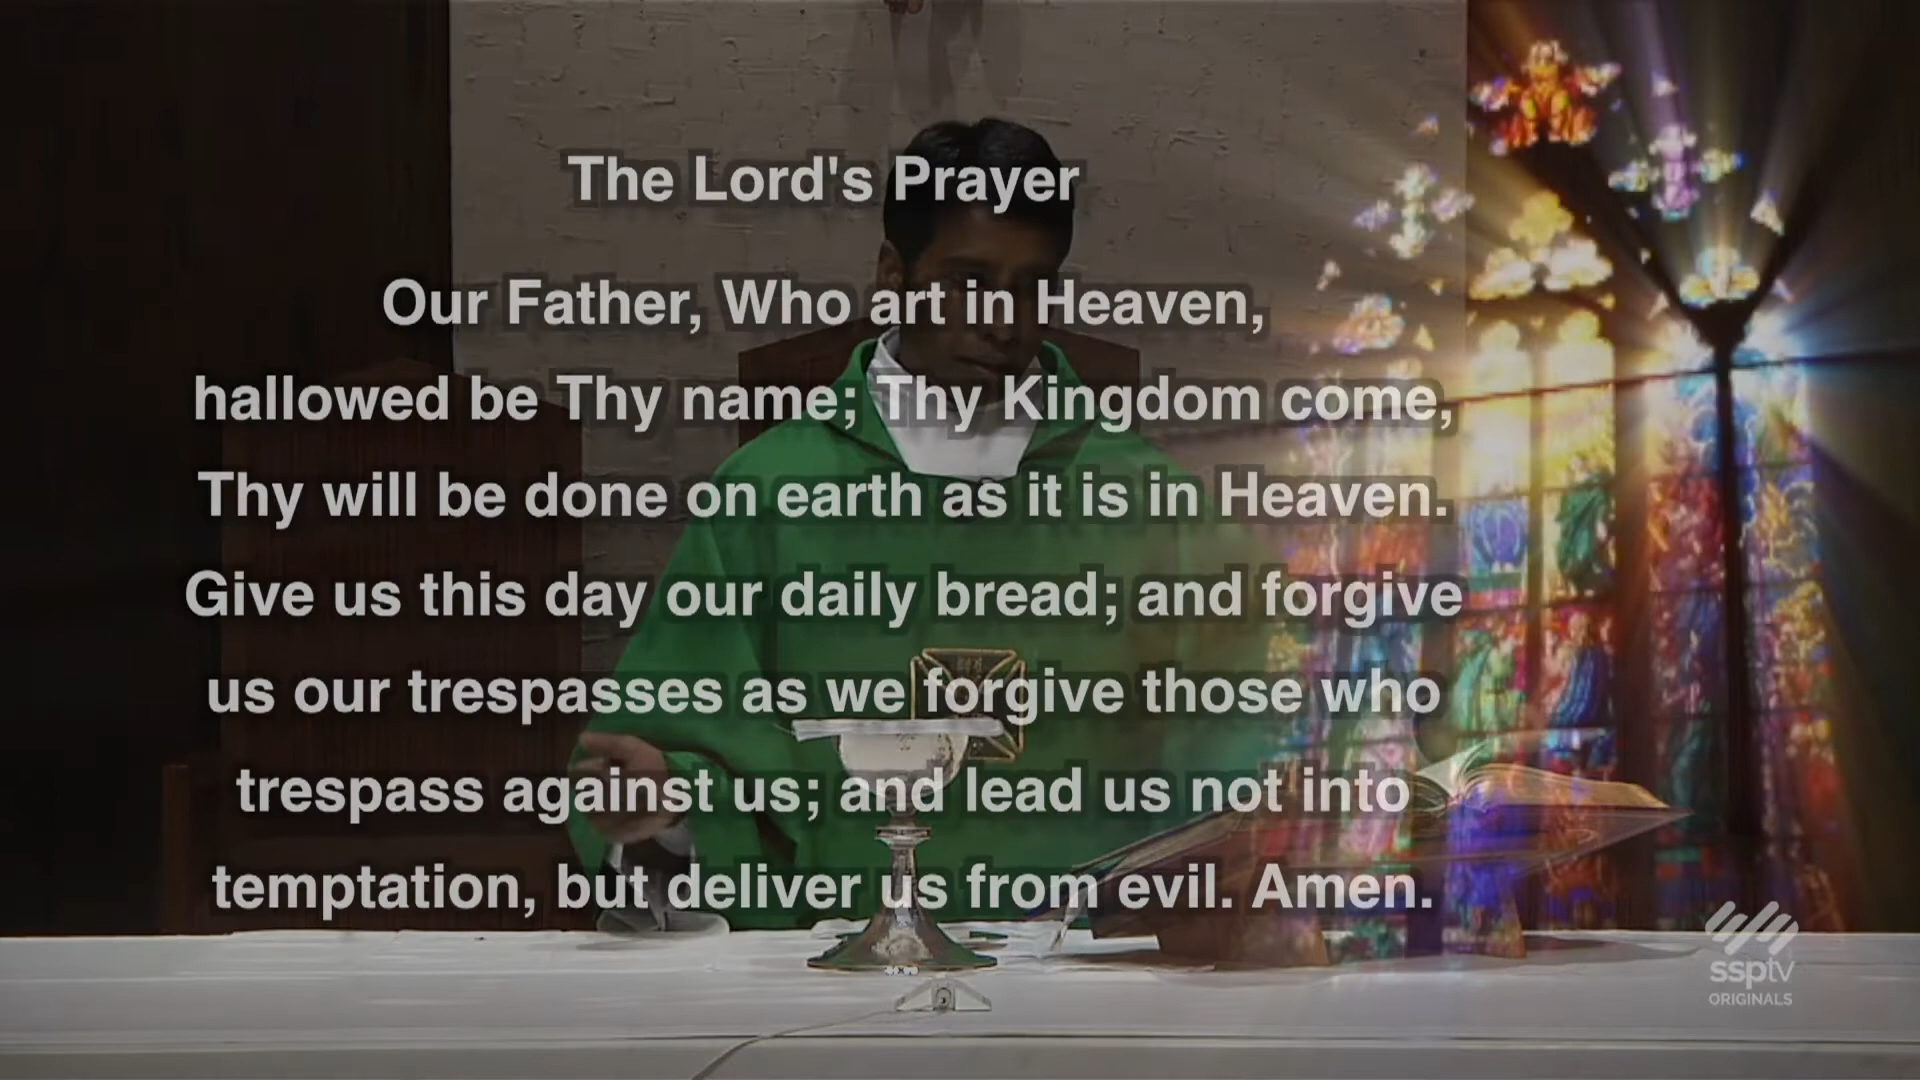 The Lord's Prayer
Our Father, Who art in Heaven,
hallowed be Thy name; Thy Kingdom come,
Thy will be done on earth as it is in Heaven.
Give us this day our daily bread; and forgive
us our trespasses as we forgive those who
trespass against us; and lead us not into
temptation, but deliver us from evil. Amen.
ssptv
ORIGINALS